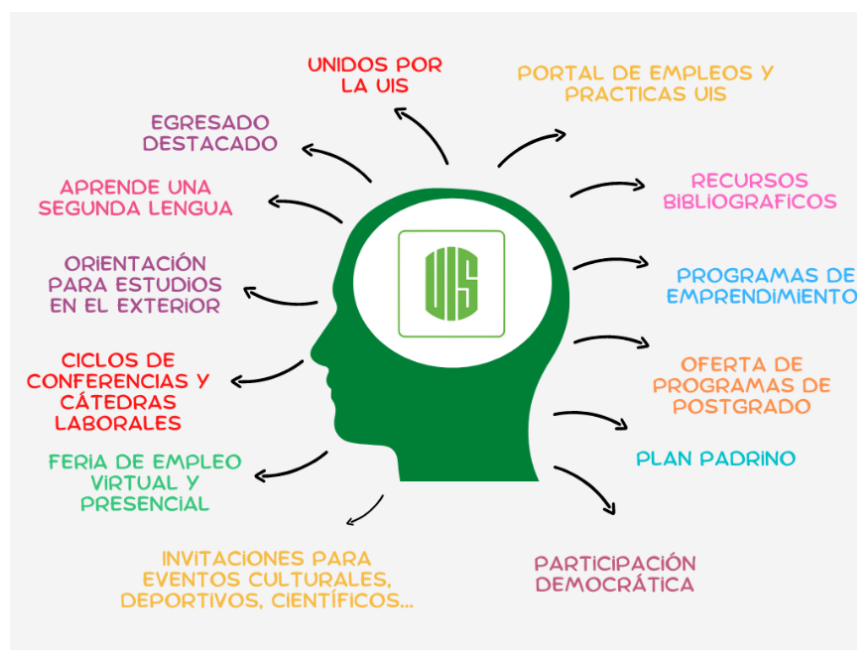 UNIDOS POR
LA UIS
PORTAL DE EMPLEOS Y
PRACTICAS UIS
EGRESADO
DESTACADO
APRENDE UNA
SEGUNDA LENGUA
RECURSOS
BIBLIOGRAFICOS
ORIENTACIÓN
PARA ESTUDIOS
EN EL EXTERIOR
UIS
PROGRAMAS DE
EMPRENDIMIENTO
CICLOS DE
CONFERENCIAS Y
CÁTEDRAS
LABORALES
OFERTA DE
PROGRAMAS DE
POSTGRADO
FERIA DE EMPLEO
VIRTUAL Y
PRESENCIAL
PLAN PADRINO
INVITACIONES PARA
EVENTOS CULTURALES,
DEPORTIVOS, CIENTÍFICOS...
PARTICIPACIÓN
DEMOCRÁTICA